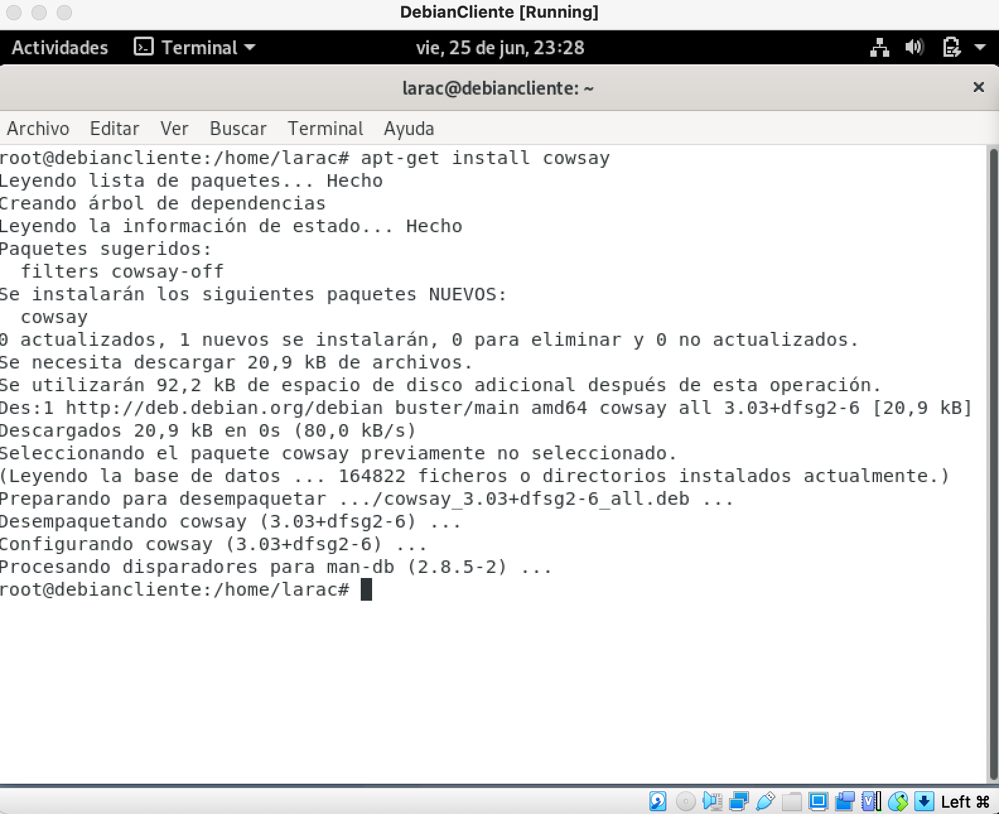 DebianCliente [Running]
Actividades Terminal vie, 25 de jun, 23:28
larac@debiancliente: ~
Archivo Editar Ver Buscar Terminal Ayuda
root@debiancliente:/home/larac# apt-get install cowsay
Leyendo lista de paquetes... Hecho
Creando árbol de dependencias
Leyendo la información de estado... Hecho
Paquetes sugeridos:
  filters cowsay-off
Se instalarán los siguientes paquetes NUEVOS:
  cowsay
0 actualizados, 1 nuevos se instalarán, 0 para eliminar y 0 no actualizados.
Se necesita descargar 20,9 kB de archivos.
Se utilizarán 92,2 kB de espacio de disco adicional después de esta operación.
Des:1 http://deb.debian.org/debian buster/main amd64 cowsay all 3.03+dfsg2-6 [20,9 kB]
Descargados 20,9 kB en 0s (80,0 kB/s)
Seleccionando el paquete cowsay previamente no seleccionado.
(Leyendo la base de datos ... 164822 ficheros o directorios instalados actualmente.)
Preparando para desempaquetar .../cowsay_3.03+dfsg2-6_all.deb ...
Desempaquetando cowsay (3.03+dfsg2-6) ...
Configurando cowsay (3.03+dfsg2-6) ...
Procesando disparadores para man-db (2.8.5-2) ...
root@debiancliente:/home/larac#
Left ⌘